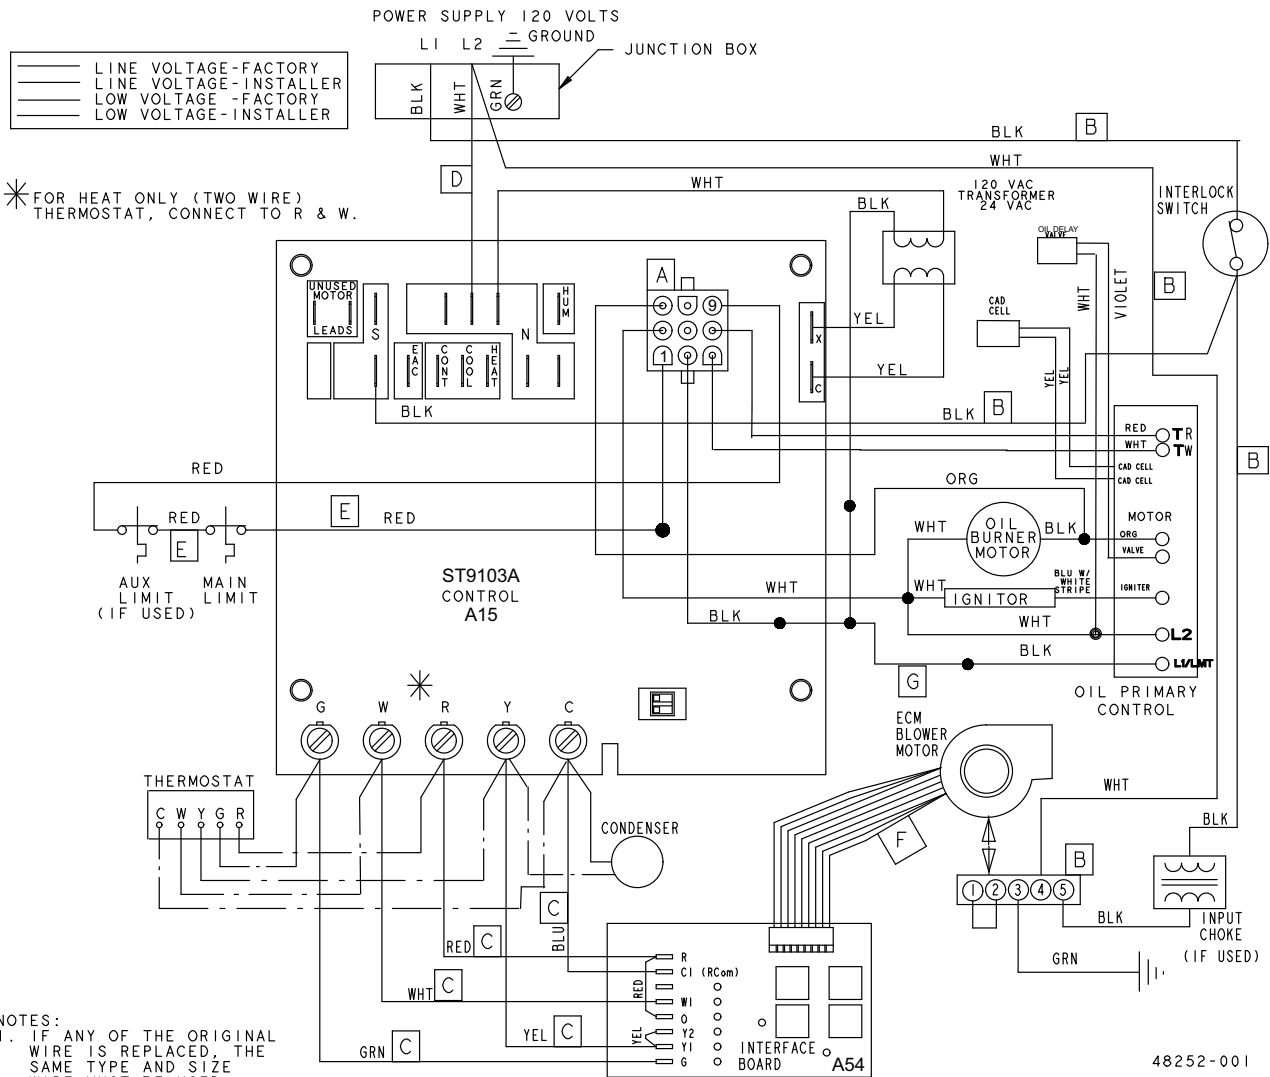 POWER SUPPLY 120 VOLTS
L1 L2 GROUND
JUNCTION BOX
BLK WHT GRN
LINE VOLTAGE-FACTORY
LINE VOLTAGE-INSTALLER
LOW VOLTAGE -FACTORY
LOW VOLTAGE-INSTALLER
BLK B
WHT
D
WHT
FOR HEAT ONLY (TWO WIRE)
THERMOSTAT, CONNECT TO R & W.
120 VAC
TRANSFORMER
24 VAC
BLK
INTERLOCK
SWITCH
OIL DELAY
VALVE
WHT VIOLET B
CAD
CELL
YEL YEL
UNUSED
MOTOR
LEADS
S
HUM
N
EAC
CONT
COOL
HEAT
A
9
1
X
C
YEL
YEL
BLK
BLK B
B
RED TR
WHT TW
CAD CELL
CAD CELL
RED
ORG
MOTOR
ORG
VALVE
RED
E
E RED
AUX
LIMIT
(IF USED)
MAIN
LIMIT
WHT
OIL
BURNER
MOTOR
BLK
ST9103A
CONTROL
A15
WHT
WHT
IGNITOR
BLU W/
WHITE
STRIPE
IGNITER
BLK
WHT
L2
BLK
L1/LMT
G
OIL PRIMARY
CONTROL
G W R Y C
ECM
BLOWER
MOTOR
THERMOSTAT
C W Y G R
CONDENSER
F
WHT
BLK
B
1 2 3 4 5
BLK
INPUT
CHOKE
(IF USED)
GRN
C
BLU
RED C
WHT C
YEL C
GRN C
R
C1 (RCom)
W1
O
Y2
Y1
G
RED
YEL
INTERFACE
BOARD
A54
NOTES:
1. IF ANY OF THE ORIGINAL
WIRE IS REPLACED, THE
SAME TYPE AND SIZE
48252-001